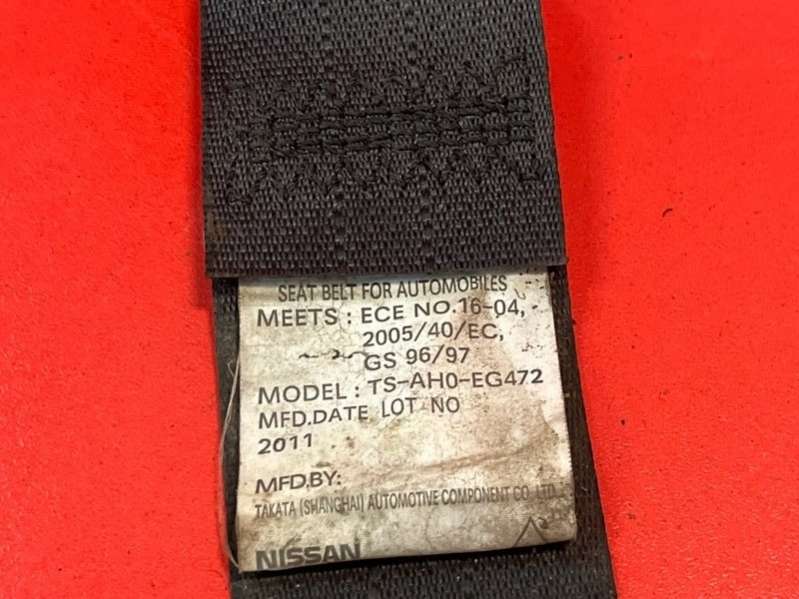 SEAT BELT FOR AUTOMOBILES
MEETS : ECE NO.16-04,
2005/40/EC,
GS 96/97
MODEL : TS-AH0-EG472
MFD.DATE LOT NO
2011
MFD.BY:
TAKATA (SHANGHAI) AUTOMOTIVE COMPONENT CO. LTD.
NISSAN